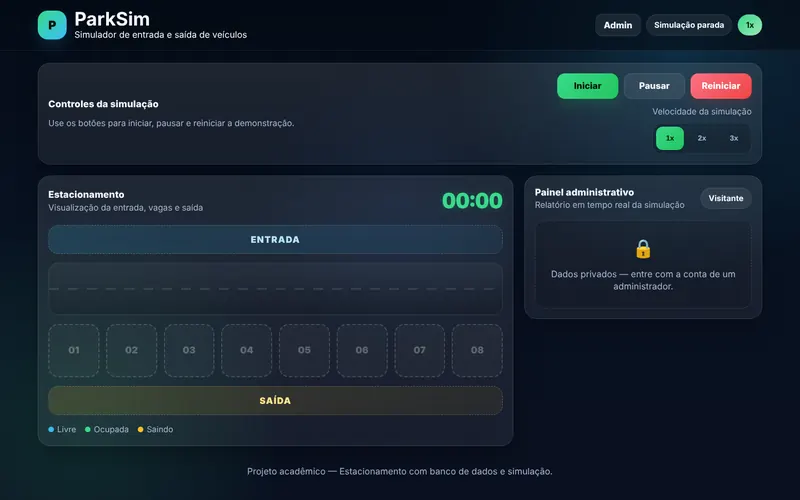 P
ParkSim
Simulador de entrada e saída de veículos
Admin
Simulação parada
1x
Controles da simulação
Use os botões para iniciar, pausar e reiniciar a demonstração.
Iniciar
Pausar
Reiniciar
Velocidade da simulação
1x
2x
3x
Estacionamento
Visualização da entrada, vagas e saída
00:00
ENTRADA
01
02
03
04
05
06
07
08
SAÍDA
Livre
Ocupada
Saindo
Painel administrativo
Relatório em tempo real da simulação
Visitante
Dados privados — entre com a conta de um
administrador.
Projeto acadêmico — Estacionamento com banco de dados e simulação.